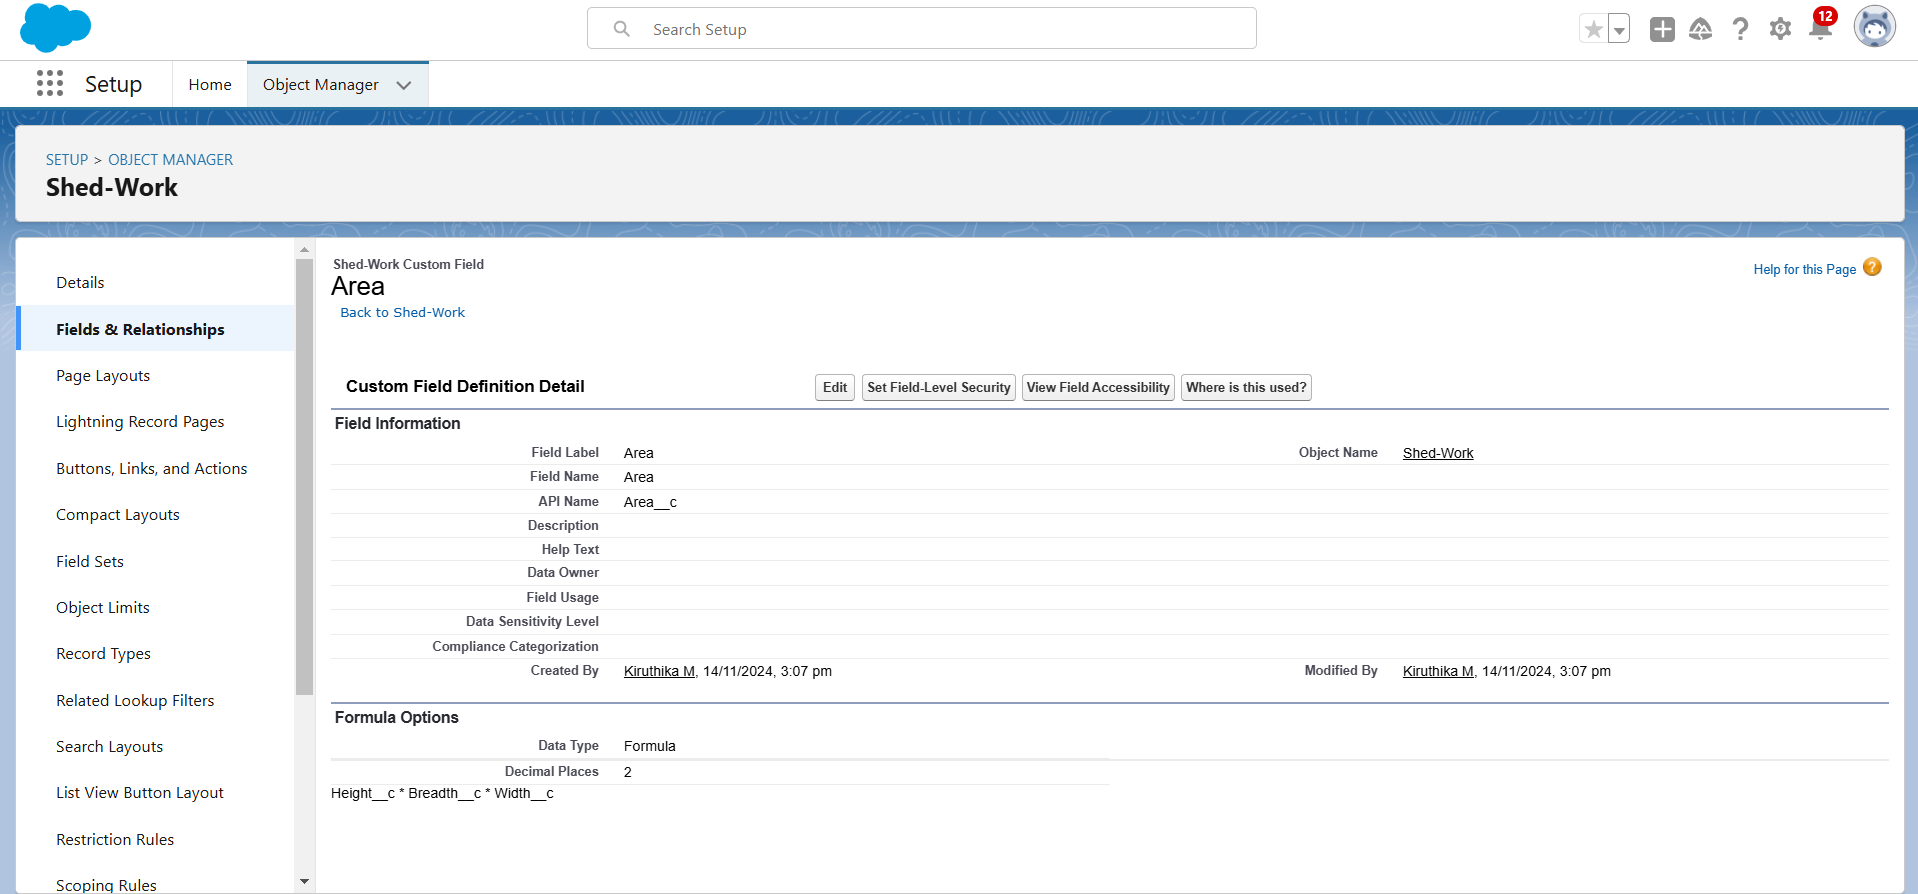 Search Setup
12
Setup
Home
Object Manager
SETUP > OBJECT MANAGER
Shed-Work
Details
Fields & Relationships
Page Layouts
Lightning Record Pages
Buttons, Links, and Actions
Compact Layouts
Field Sets
Object Limits
Record Types
Related Lookup Filters
Search Layouts
List View Button Layout
Restriction Rules
Scoping Rules
Shed-Work Custom Field
Area
Back to Shed-Work
Help for this Page ?
Custom Field Definition Detail
Edit
Set Field-Level Security
View Field Accessibility
Where is this used?
Field Information
Field Label Area Object Name Shed-Work
Field Name Area
API Name Area__c
Description
Help Text
Data Owner
Field Usage
Data Sensitivity Level
Compliance Categorization
Created By Kiruthika M, 14/11/2024, 3:07 pm Modified By Kiruthika M, 14/11/2024, 3:07 pm
Formula Options
Data Type Formula
Decimal Places 2
Height__c * Breadth__c * Width__c